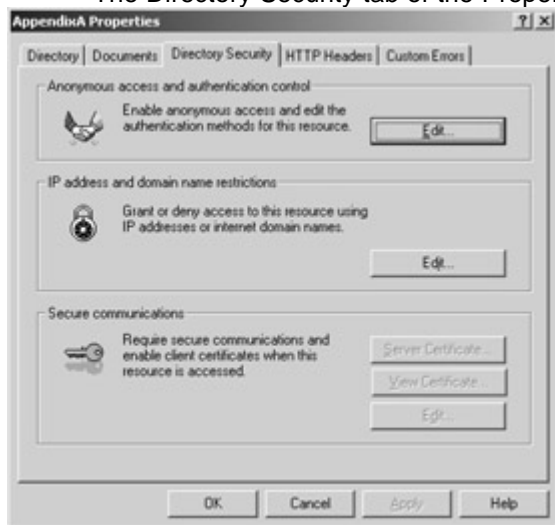 The Directory Security tab of the Proper
AppendixA Properties
Directory
Documents
Directory Security
HTTP Headers
Custom Errors
Anonymous access and authentication control
Enable anonymous access and edit the
authentication methods for this resource.
Edit...
IP address and domain name restrictions
Grant or deny access to this resource using
IP addresses or internet domain names.
Edit...
Secure communications
Require secure communications and
enable client certificates when this
resource is accessed.
Server Certificate...
View Certificate...
Edit...
OK
Cancel
Apply
Help